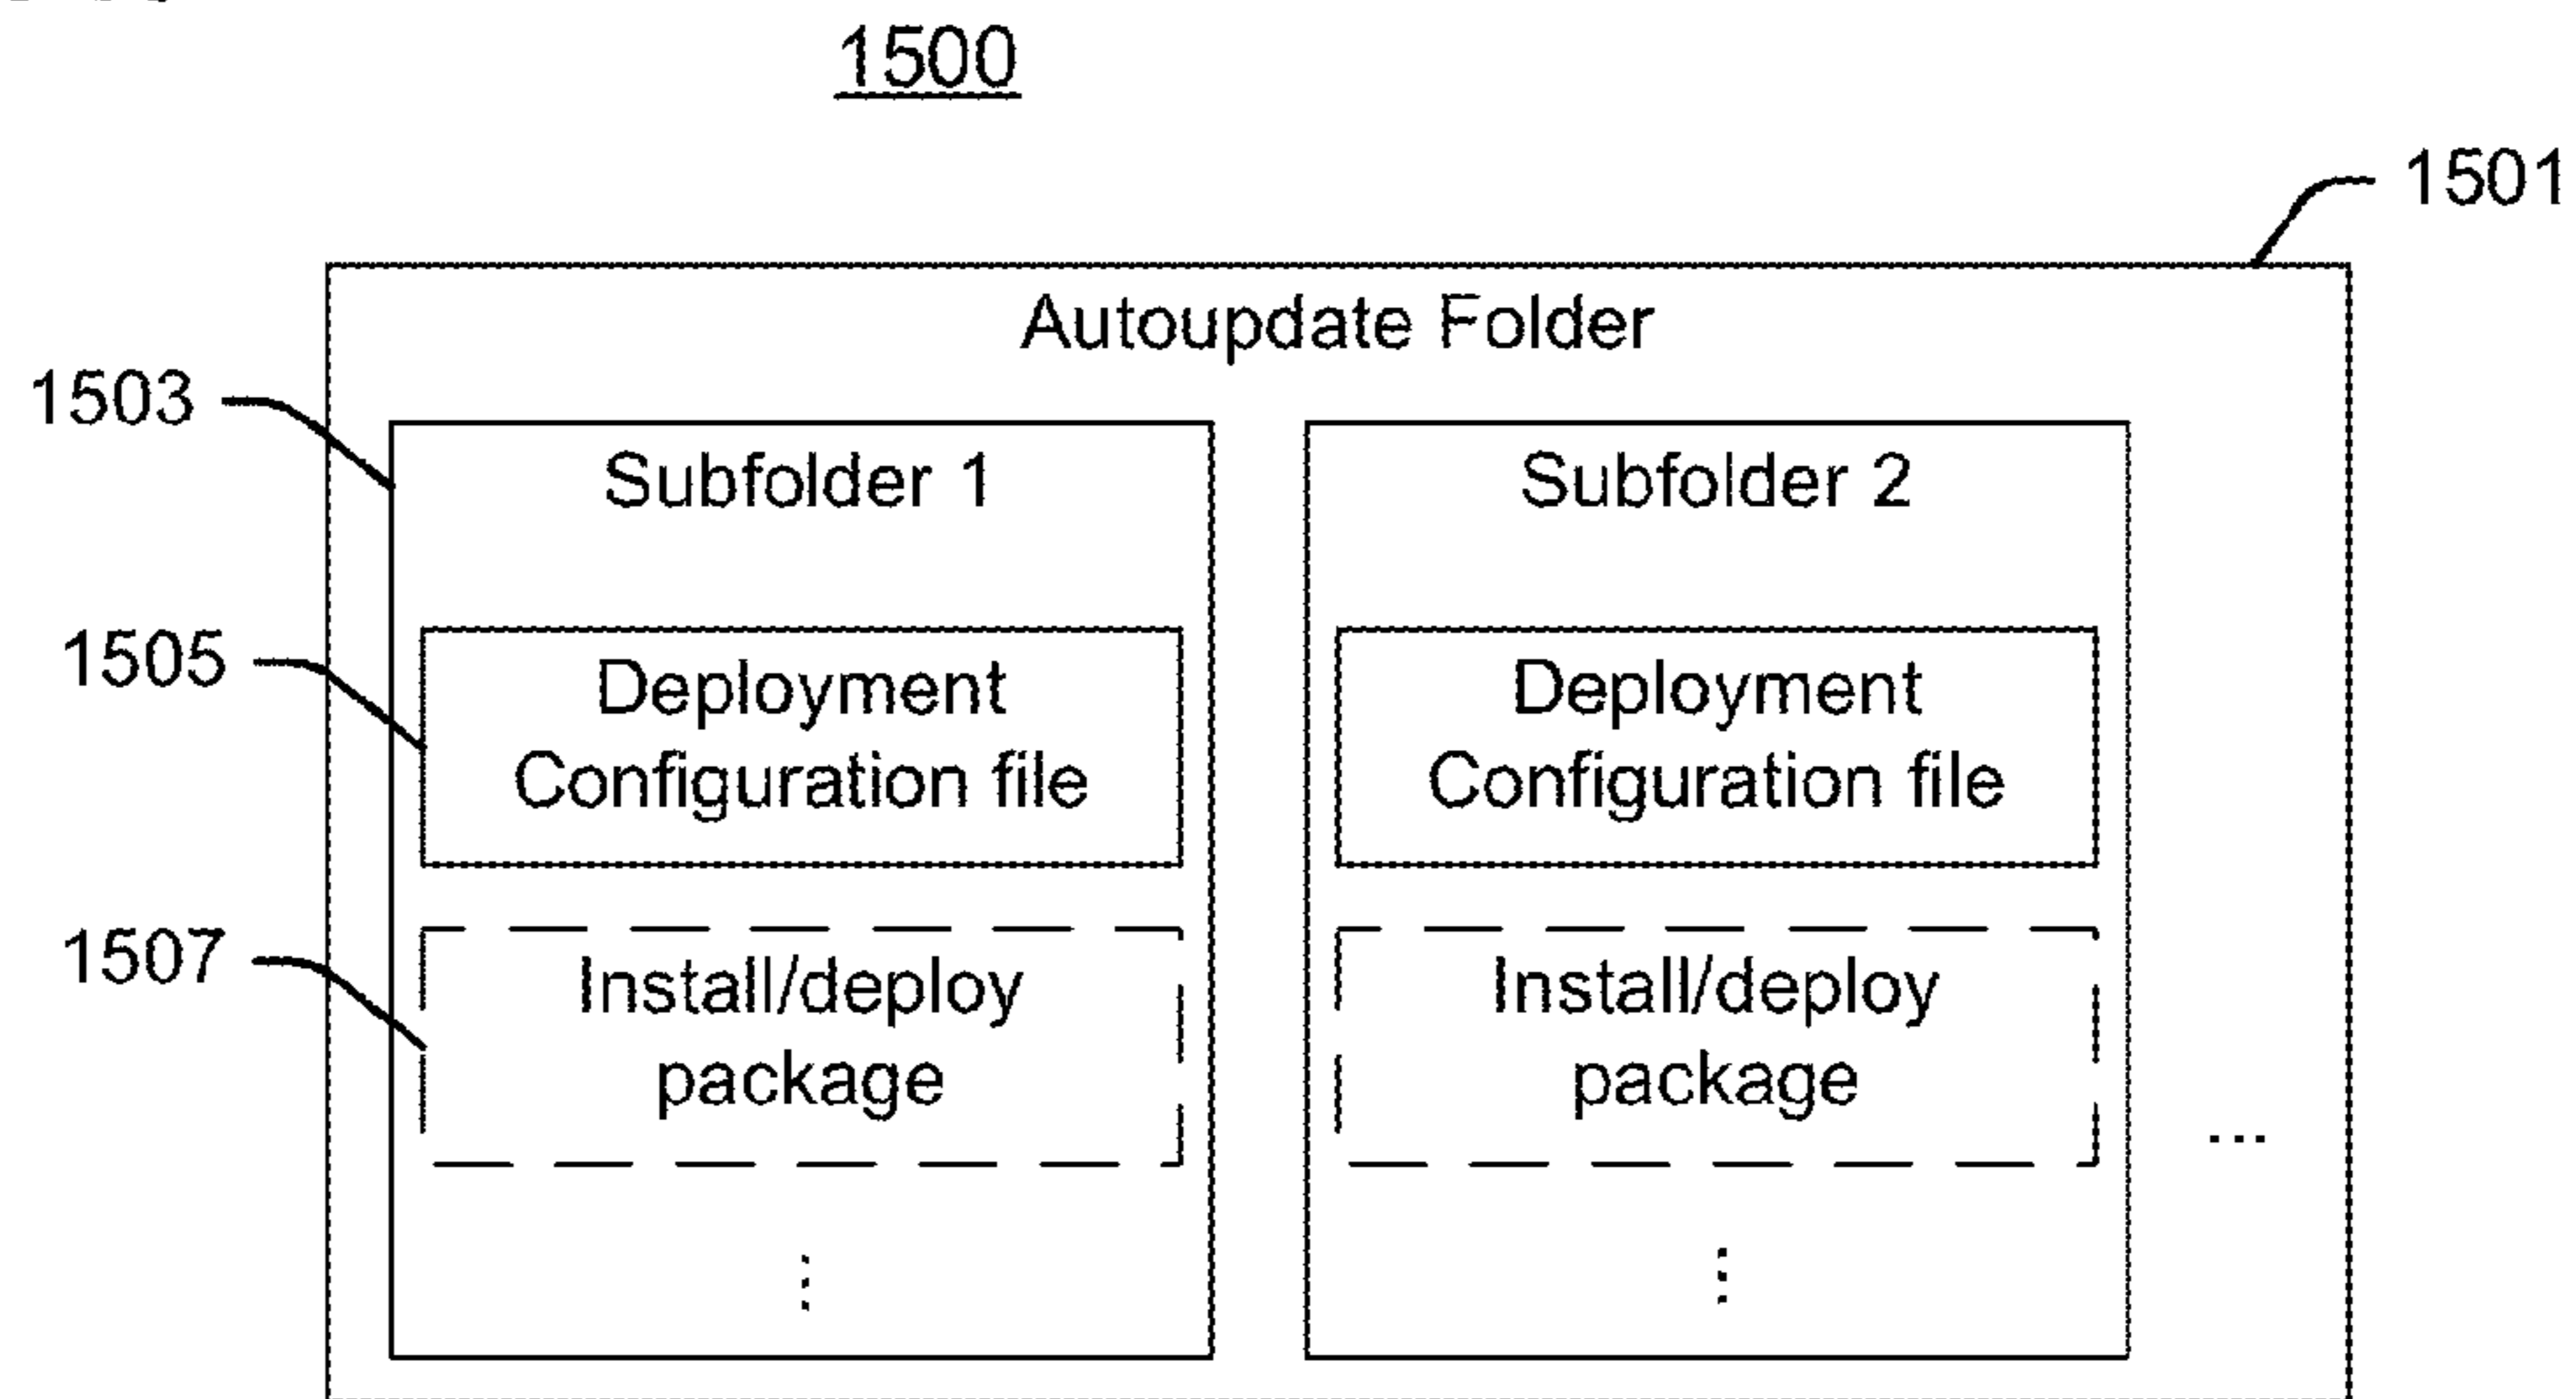 1500
1501
Autoupdate Folder
1503
Subfolder 1
Subfolder 2
1505
Deployment
Configuration file
Deployment
Configuration file
1507
Install/deploy
package
Install/deploy
package
...
⋮
⋮